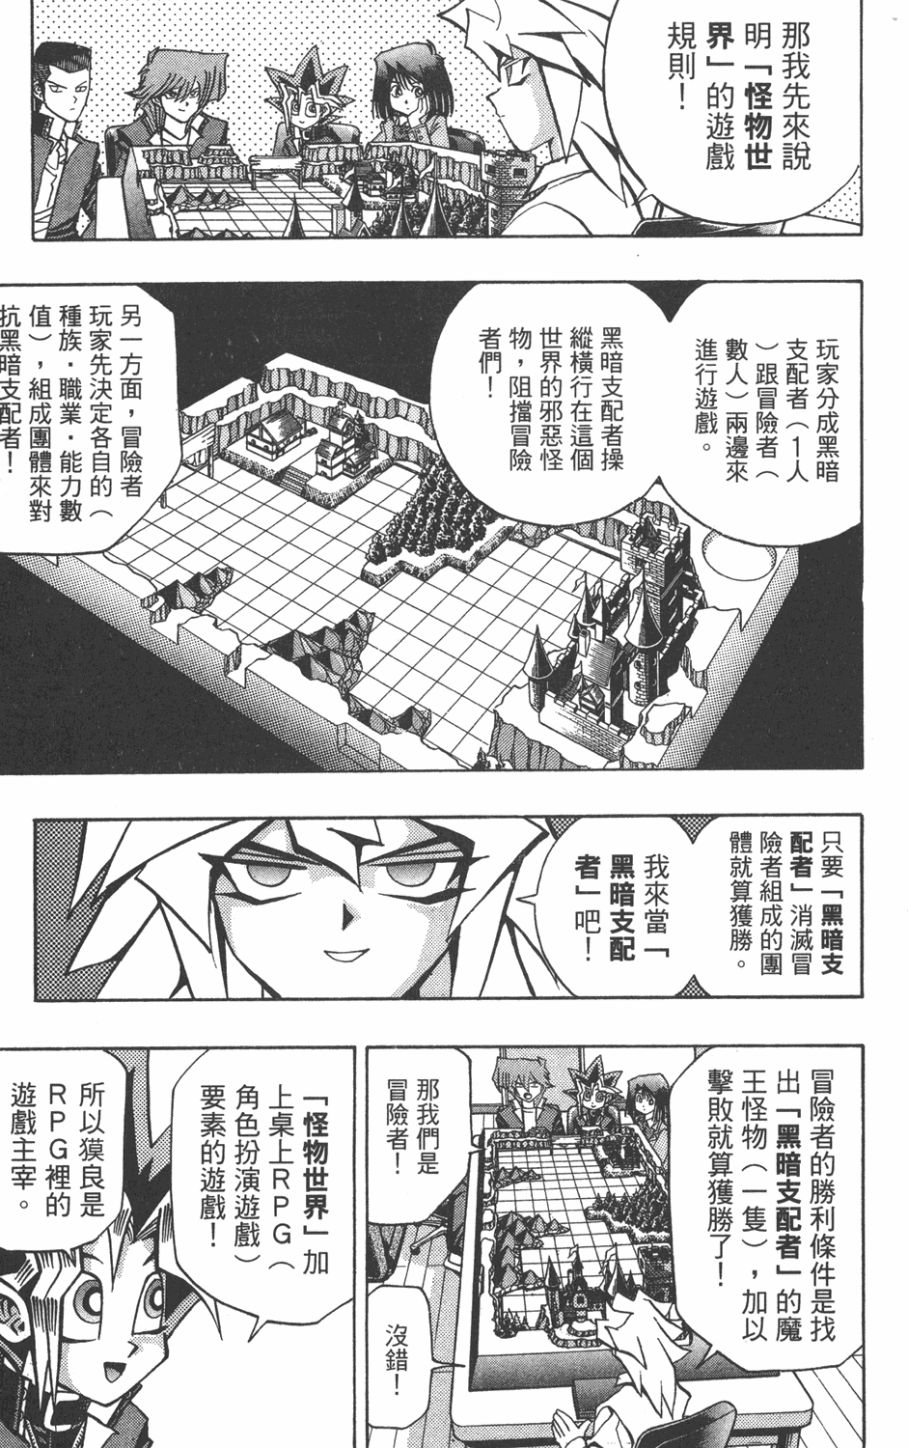 那我先來說
明「怪物世
界」的遊戲
規則！
玩家分成黑暗
支配者（1人
）跟冒險者（
數人）兩邊來
進行遊戲。
黑暗支配者操
縱橫行在這個
世界的邪惡怪
物，阻擋冒險
者們！
另一方面，冒險者
玩家先決定各自的（
種族・職業・能力數
值），組成團體來對
抗黑暗支配者！
只要「黑暗支
配者」消滅冒
險者組成的團
體就算獲勝。
我來當「
黑暗支配
者」吧！
冒險者的勝利條件是找
出「黑暗支配者」的魔
王怪物（一隻），加以
擊敗就算獲勝了！
那我們是
冒險者！
沒錯！
「怪物世界」加
上桌上RPG（
角色扮演遊戲）
要素的遊戲！
所以獏良是
RPG裡的
遊戲主宰。